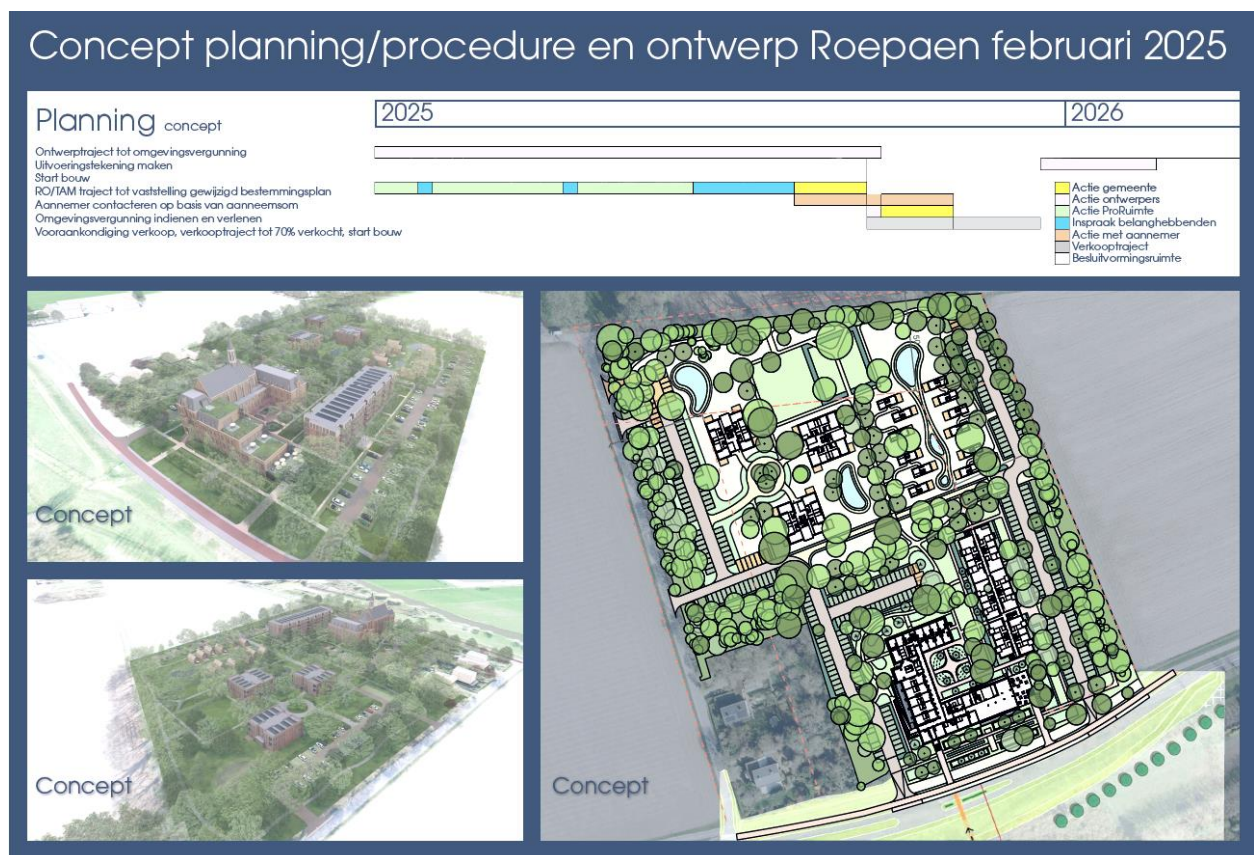 Concept planning/procedure en ontwerp Roepaen februari 2025
Planning concept
2025
2026
Ontwerptraject tot omgevingsvergunning
Uitvoeringstekening maken
Start bouw
RO/TAM traject tot vaststelling gewijzigd bestemmingsplan
Aannemer contacteren op basis van aanneemsom
Omgevingsvergunning indienen en verlenen
Vooraankondiging verkoop, verkooptraject tot 70% verkocht, start bouw
Actie gemeente
Actie ontwerpers
Actie ProRuimte
Inspraak belanghebbenden
Actie met aannemer
Verkooptraject
Besluitvormingsruimte
Concept
Concept
Concept